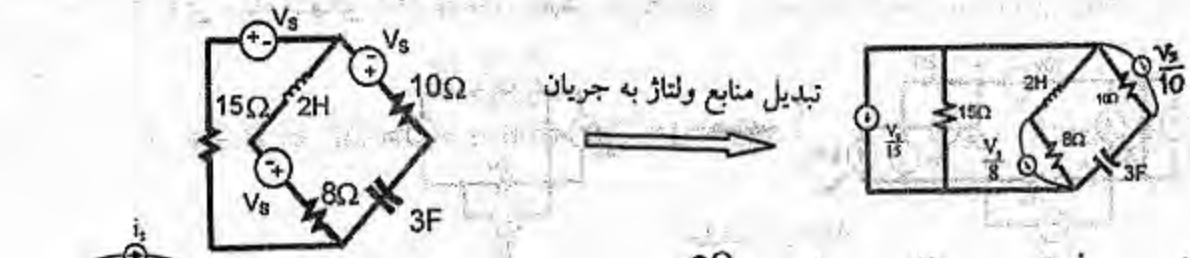 Vs
+ -
Vs
-
+
15Ω
2H
10Ω
-
+
Vs
8Ω
3F
is
تبدیل منابع ولتاژ به جریان
Vs/15
15Ω
2H
Vs/8
8Ω
10Ω
Vs/10
3F